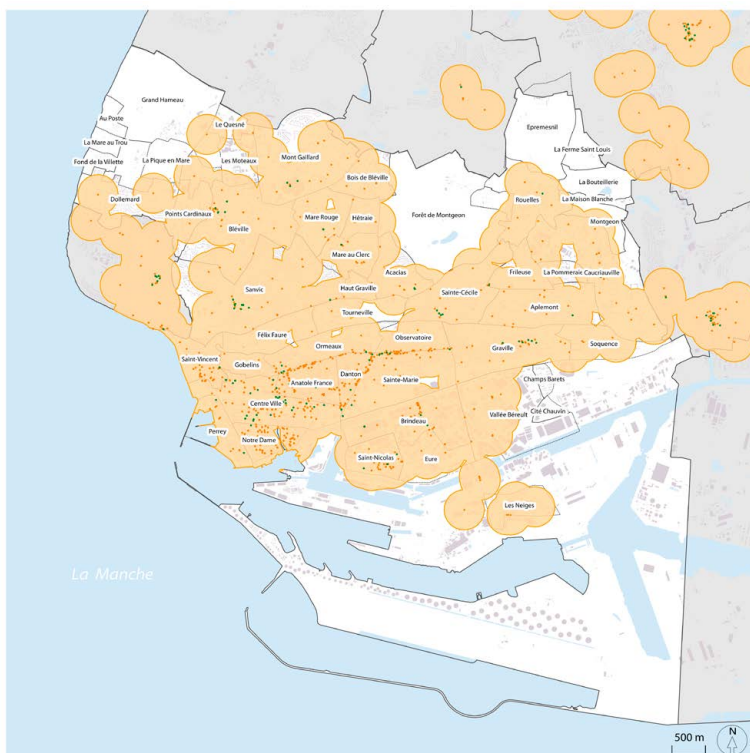 Grand Hameau
Au Poste
Le Quesné
Epremesnil
La Mare au Trou
La Ferme Saint Louis
Mont Gaillard
Fond de la Villette
La Pique en Mare
Les Moteaux
Bois de Bléville
La Bouteillerie
Dollemard
Rouelles
La Maison Blanche
Points Cardinaux
Mare Rouge
Hêtraie
Forêt de Montgeon
Montgeon
Bléville
Mare au Clerc
Acacias
Frileuse
La Pommeraie
Caucriauville
Sanvic
Haut Graville
Sainte-Cécile
Tourneville
Aplemont
Félix Faure
Observatoire
Ormeaux
Graville
Soquence
Saint-Vincent
Gobelins
Danton
Anatole France
Sainte-Marie
Champs Barets
Centre Ville
Cité Chauvin
Vallée Béreult
Brindeau
Perrey
Notre Dame
Saint-Nicolas
Eure
Les Neiges
La Manche
500 m
N